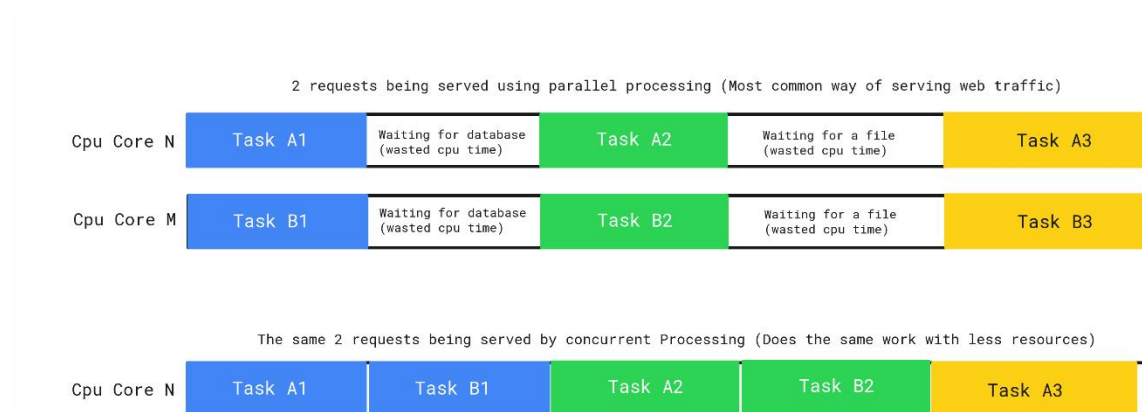 2 requests being served using parallel processing (Most common way of serving web traffic)
Cpu Core N
Task A1
Waiting for database
(wasted cpu time)
Task A2
Waiting for a file
(wasted cpu time)
Task A3
Cpu Core M
Task B1
Waiting for database
(wasted cpu time)
Task B2
Waiting for a file
(wasted cpu time)
Task B3
The same 2 requests being served by concurrent Processing (Does the same work with less resources)
Cpu Core N
Task A1
Task B1
Task A2
Task B2
Task A3